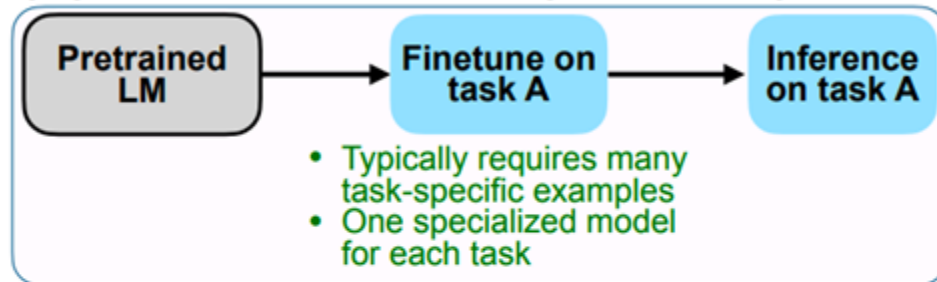 Pretrained
LM
Finetune on
task A
Inference
on task A
• Typically requires many
task-specific examples
• One specialized model
for each task